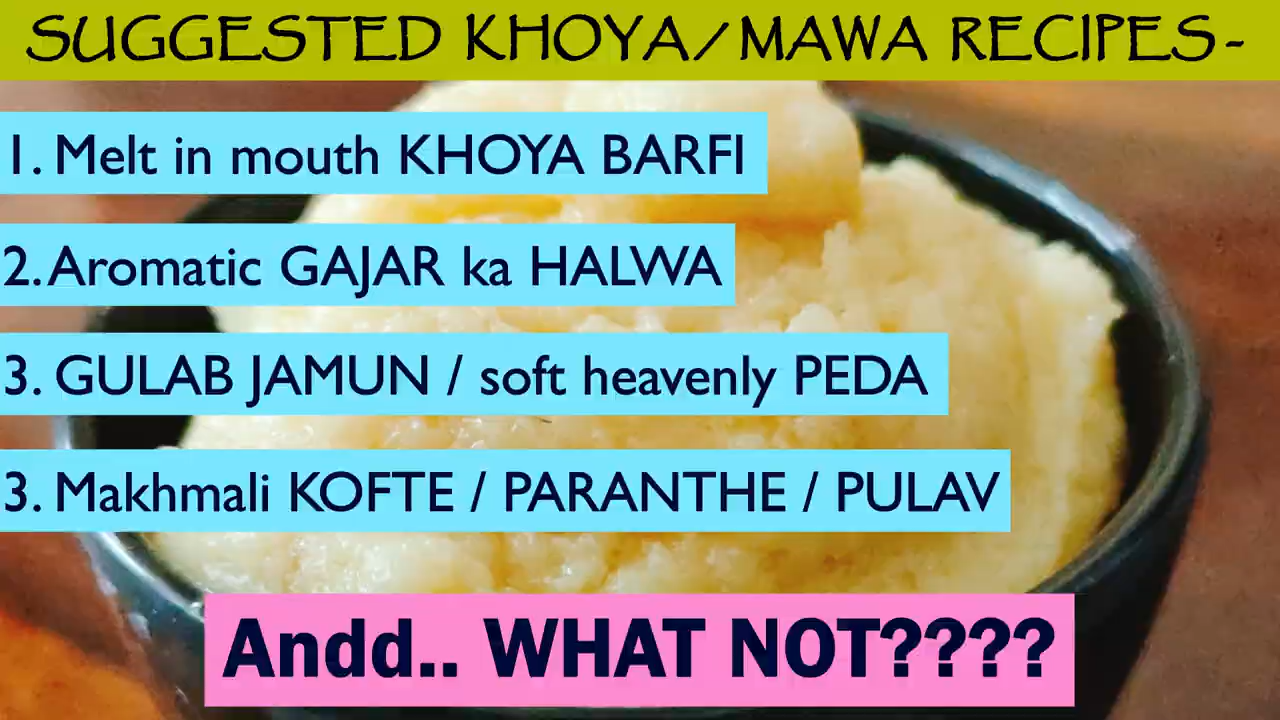 SUGGESTED KHOYA/MAWA RECIPES-
1. Melt in mouth KHOYA BARFI
2. Aromatic GAJAR ka HALWA
3. GULAB JAMUN / soft heavenly PEDA
3. Makhmali KOFTE / PARANTHE / PULAV
Andd.. WHAT NOT????